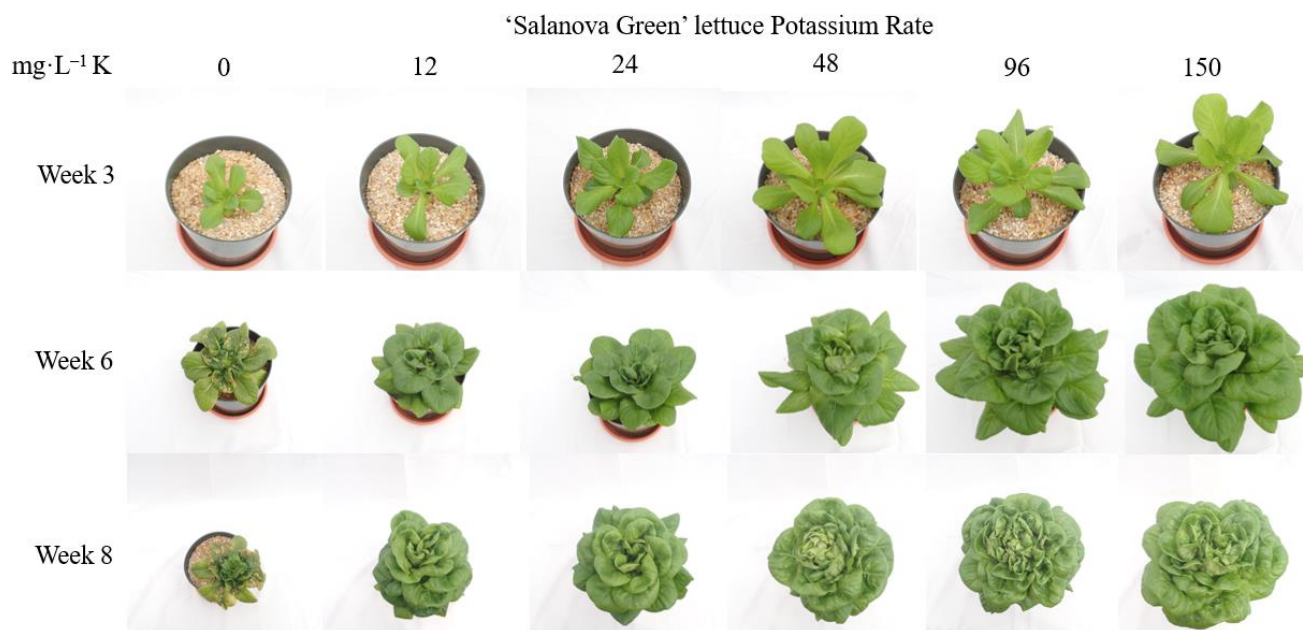 ‘Salanova Green’ lettuce Potassium Rate
mg·L⁻¹ K 0 12 24 48 96 150
Week 3
Week 6
Week 8